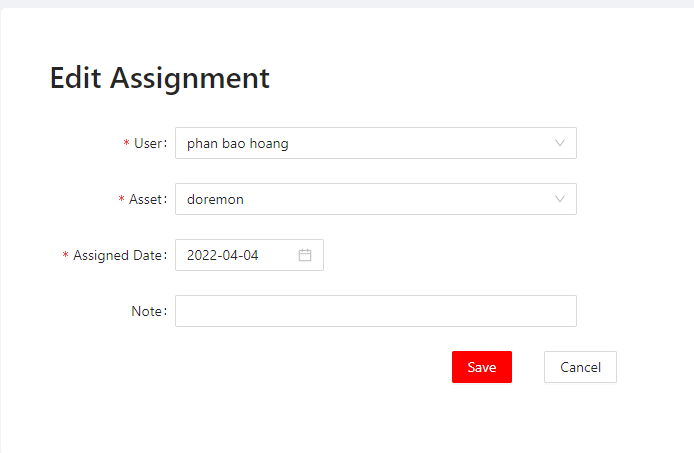 Edit Assignment
* User: phan bao hoang
* Asset: doremon
* Assigned Date: 2022-04-04
Note:
Save Cancel